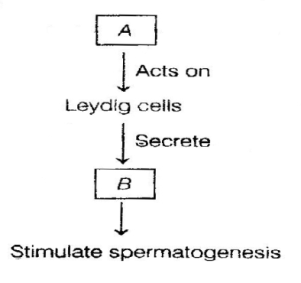 A
Acts on
Leydig cells
Secrete
B
Stimulate spermatogenesis